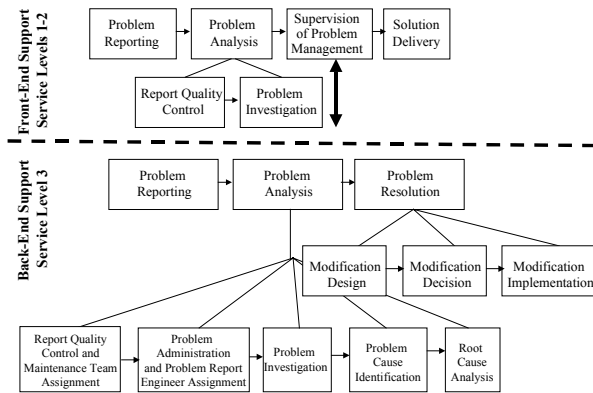 Front-End Support
Service Levels 1-2
Problem
Reporting
Problem
Analysis
Supervision
of Problem
Management
Solution
Delivery
Report Quality
Control
Problem
Investigation
Back-End Support
Service Level 3
Problem
Reporting
Problem
Analysis
Problem
Resolution
Modification
Design
Modification
Decision
Modification
Implementation
Report Quality
Control and
Maintenance Team
Assignment
Problem
Administration
and Problem Report
Engineer Assignment
Problem
Investigation
Problem
Cause
Identification
Root
Cause
Analysis